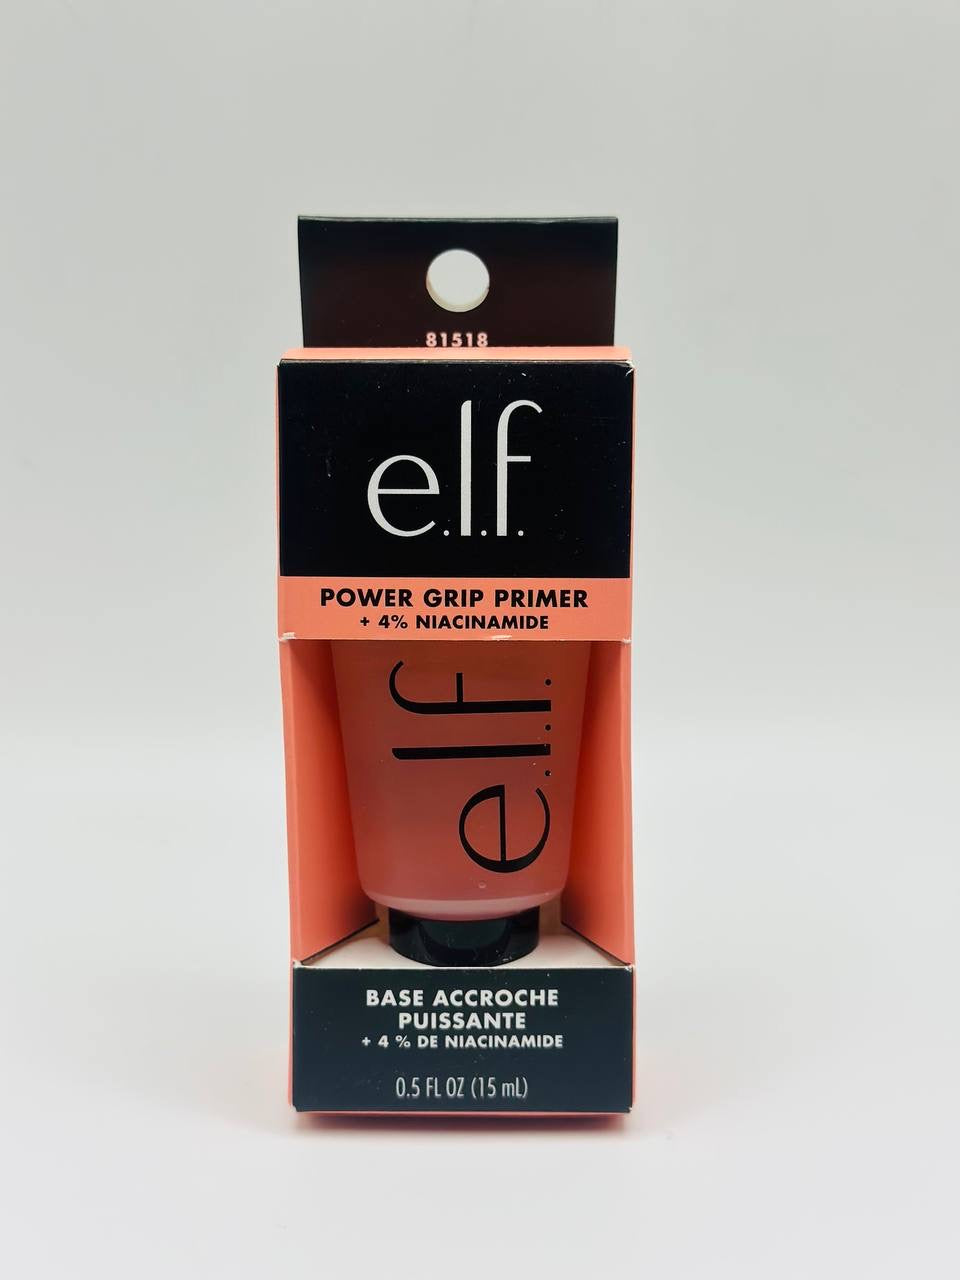 81518
e.l.f.
POWER GRIP PRIMER
+ 4% NIACINAMIDE
e.l.f.
BASE ACCROCHE
PUISSANTE
+ 4 % DE NIACINAMIDE
0.5 FL OZ (15 mL)